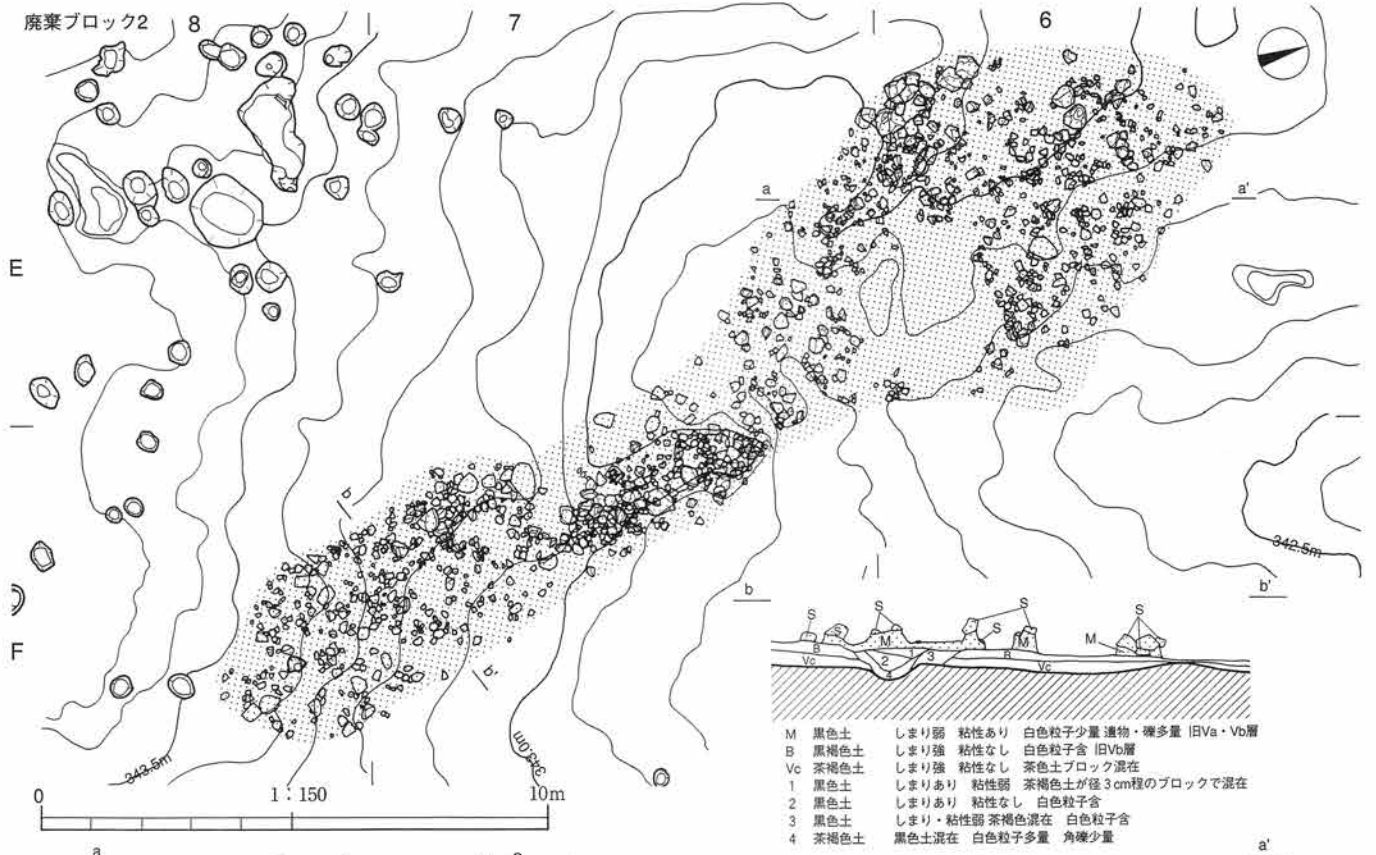 廃棄ブロック2 8 7 6
a a'
E
b b'
342.5m
b b'
S S S S S S
M M M
B 1 3 B
Vc 2 Vc
4
F
M 黒色土 しまり弱 粘性あり 白色粒子少量 遺物・礫多量 旧Va・Vb層
B 黒褐色土 しまり強 粘性なし 白色粒子含 旧Vb層
Vc 茶褐色土 しまり強 粘性なし 茶色土ブロック混在
1 黒色土 しまりあり 粘性弱 茶褐色土が径3cm程のブロックで混在
2 黒色土 しまりあり 粘性なし 白色粒子含
3 黒色土 しまり・粘性弱 茶褐色混在 白色粒子含
4 茶褐色土 黒色土混在 白色粒子多量 角礫少量
343.5m 343.0m
0 1:150 10m
a a'